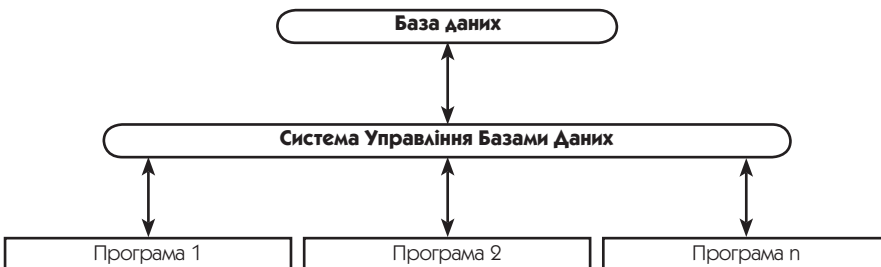 База даних
Система Управління Базами Даних
Програма 1
Програма 2
Програма n